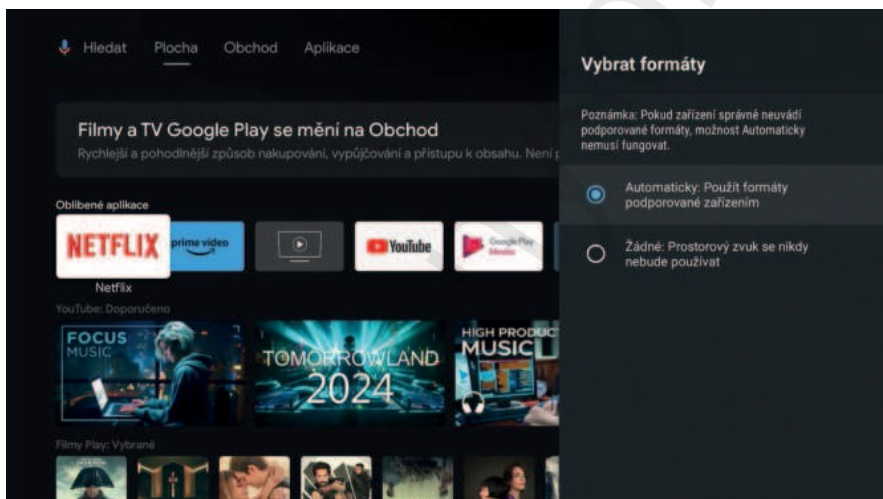 Hledat Plocha Obchod Aplikace
Filmy a TV Google Play se mění na Obchod
Rychlejší a pohodlnější způsob nakupování, vypůjčování a přístupu k obsahu. Není p
Oblíbené aplikace
NETFLIX
prime video
YouTube
Google Play
Movies
Netflix
YouTube: Doporučeno
FOCUS
MUSIC
TOMORROWLAND
2024
HIGH PRODUC
MUSIC
Filmy Play: Vybrané
Vybrat formáty
Poznámka: Pokud zařízení správně neuvádí
podporované formáty, možnost Automaticky
nemusí fungovat.
Automaticky: Použít formáty
podporované zařízením
Žádné: Prostorový zvuk se nikdy
nebude používat